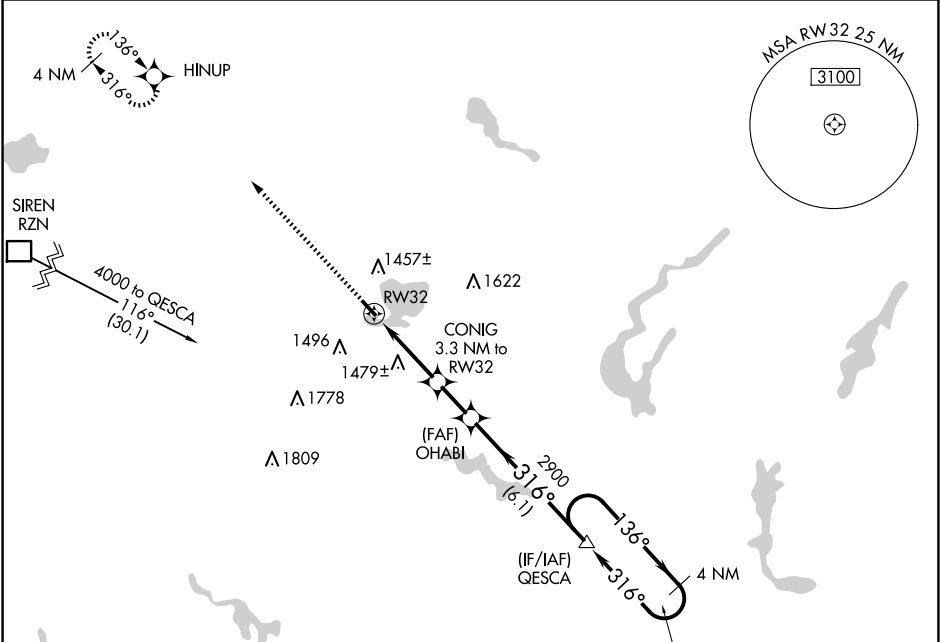 136°
4 NM
316°
HINUP
MSA RW32 25 NM
3100
SIREN
RZN
4000 to QESCA
116°
(30.1)
1457±
1622
RW32
CONIG
3.3 NM to
RW32
1496
1479±
1778
(FAF)
OHABI
1809
2900
316°
(6.1)
136°
(IF/IAF)
QESCA
316°
4 NM